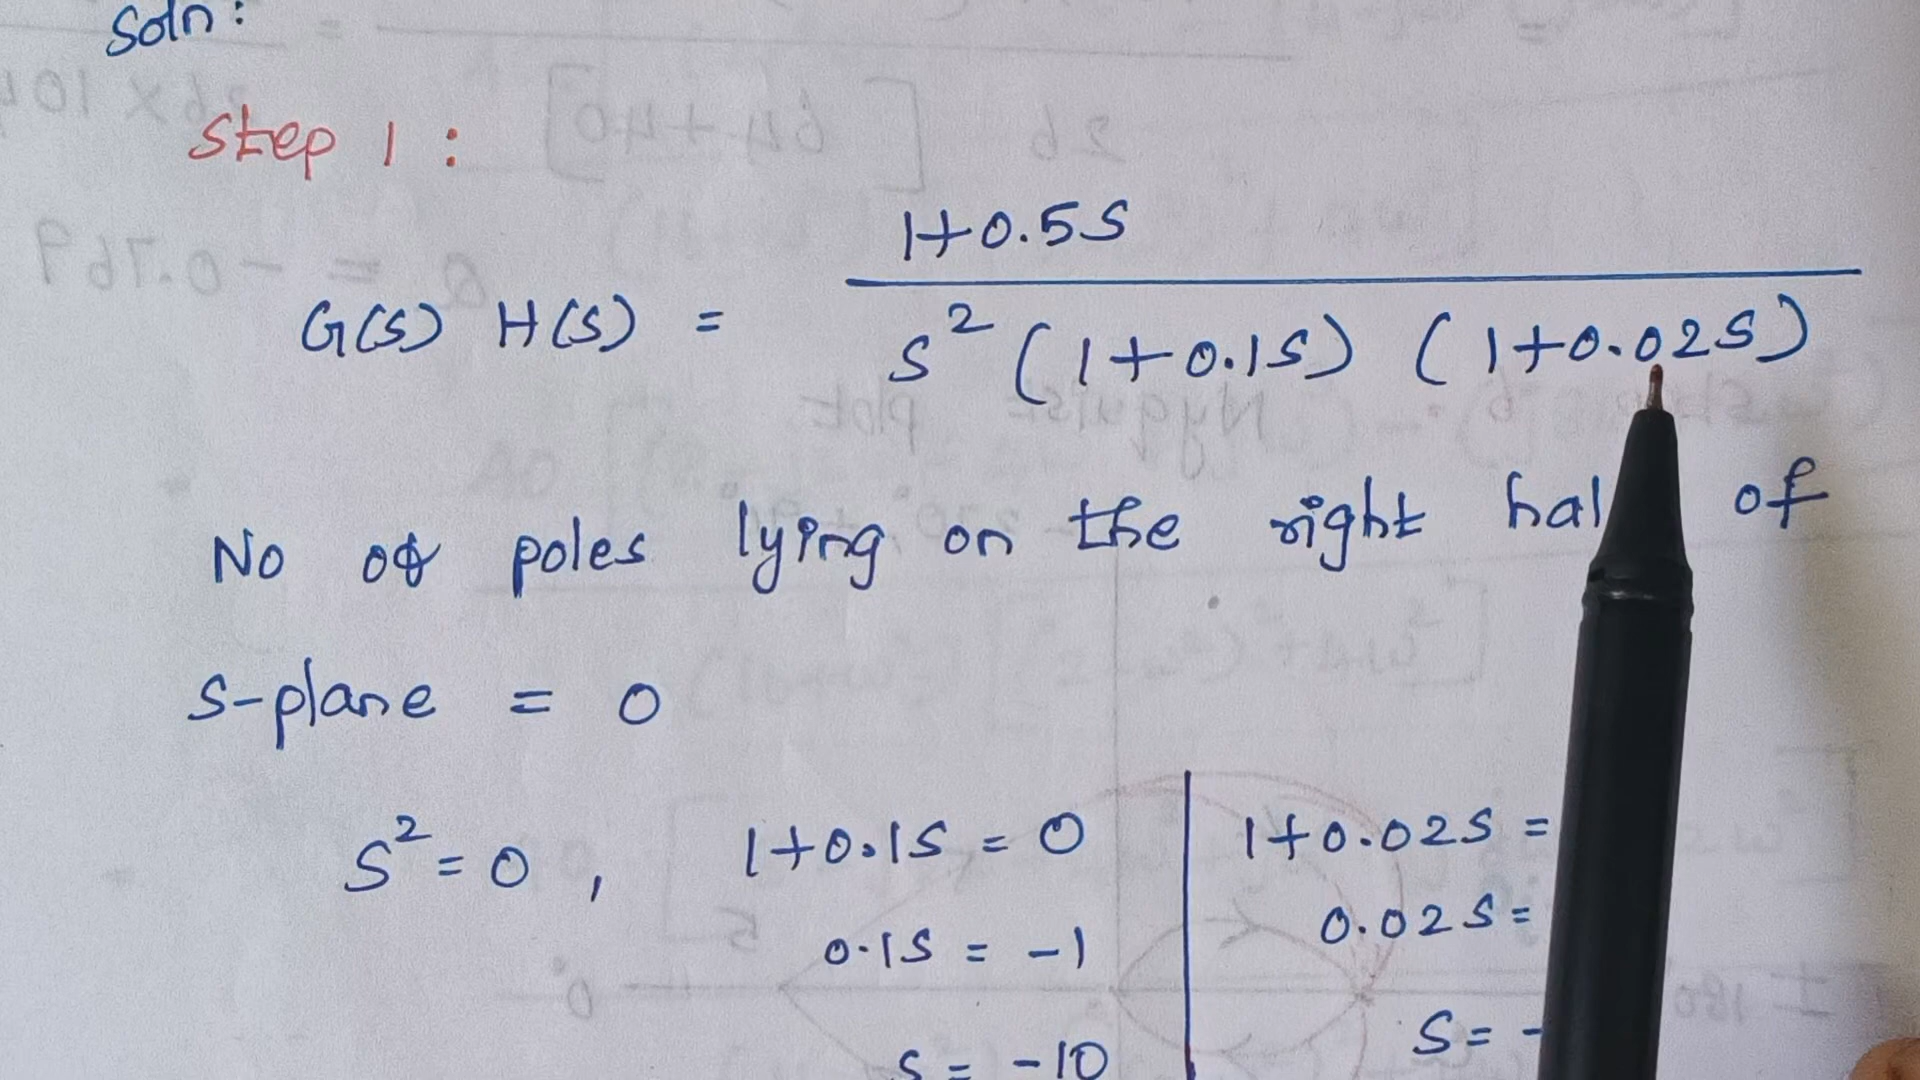 Soln:
Step 1 :
1+0.5S
G(S) H(S) =
S² (1+0.1S) (1+0.02S)
No of poles lying on the right hal of
S-plane = 0
S² = 0 , 1+0.1S = 0
1+0.02S =
0.1S = -1
0.02S =
S = -10
S = -